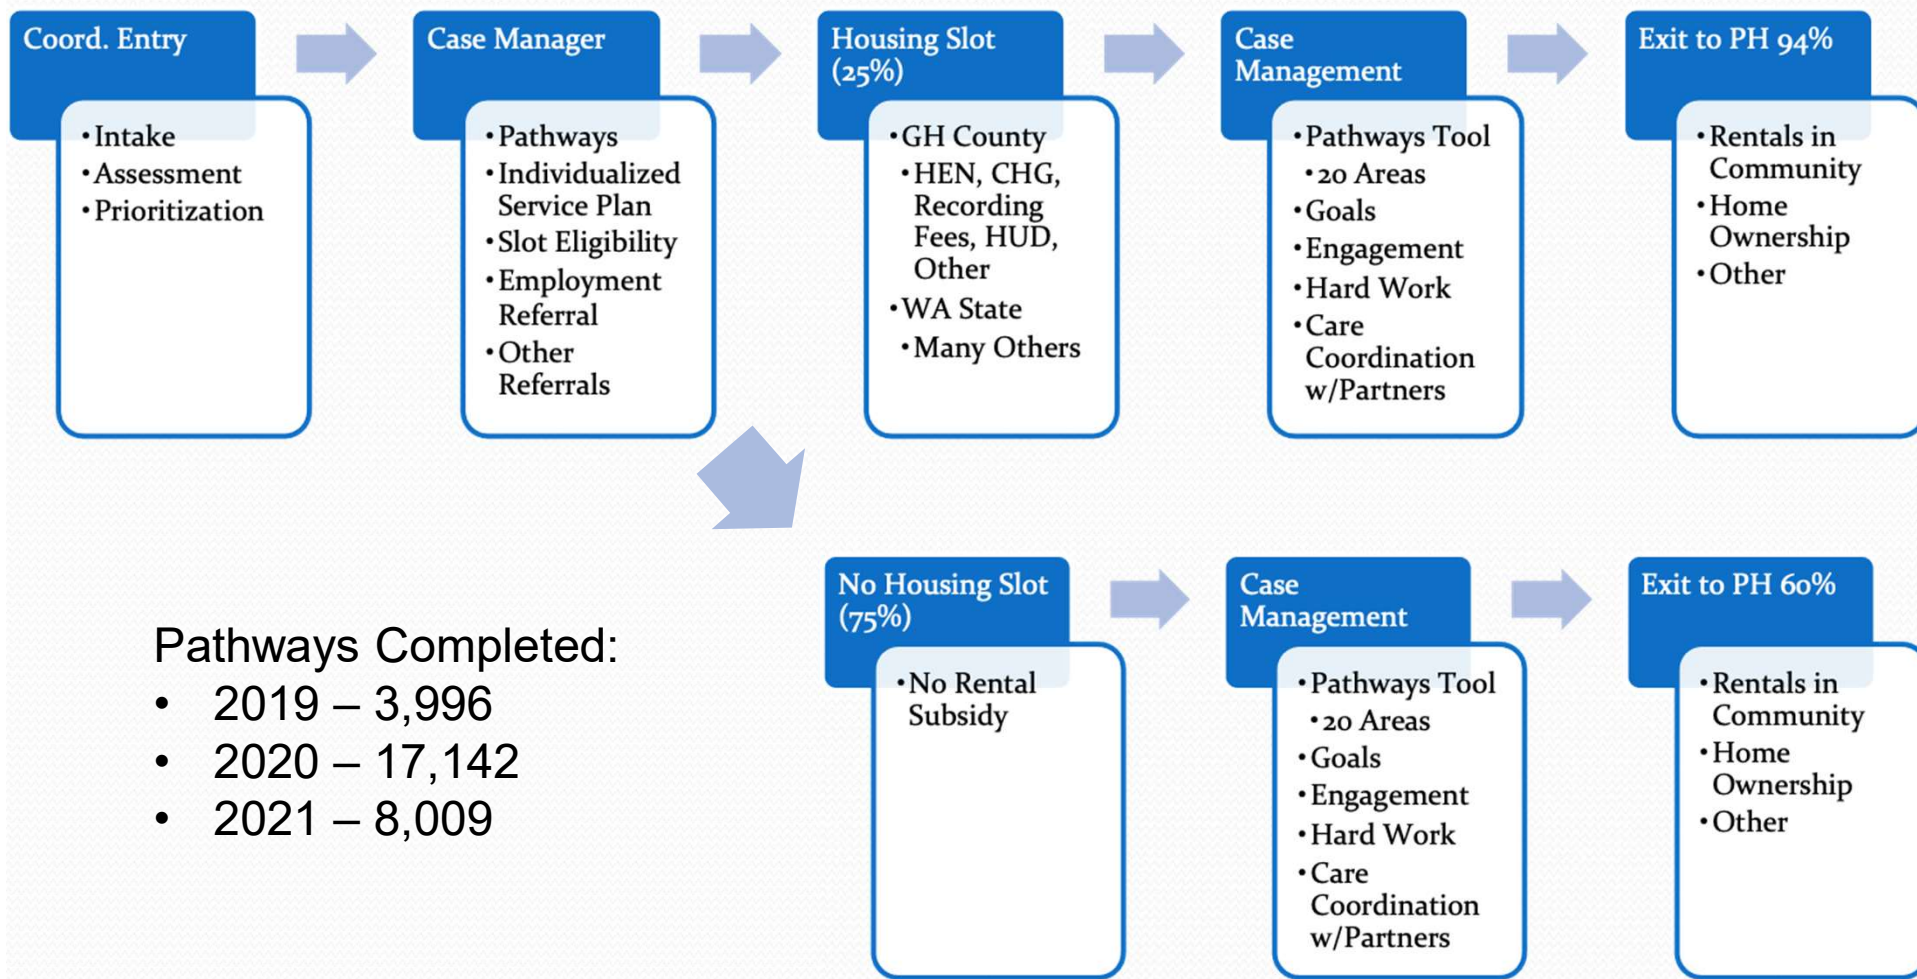 Coord. Entry
•Intake
•Assessment
•Prioritization
Case Manager
•Pathways
•Individualized
Service Plan
•Slot Eligibility
•Employment
Referral
•Other
Referrals
Housing Slot
(25%)
•GH County
•HEN, CHG,
Recording
Fees, HUD,
Other
•WA State
•Many Others
Case
Management
•Pathways Tool
•20 Areas
•Goals
•Engagement
•Hard Work
•Care
Coordination
w/Partners
Exit to PH 94%
•Rentals in
Community
•Home
Ownership
•Other
No Housing Slot
(75%)
•No Rental
Subsidy
Case
Management
•Pathways Tool
•20 Areas
•Goals
•Engagement
•Hard Work
•Care
Coordination
w/Partners
Exit to PH 60%
•Rentals in
Community
•Home
Ownership
•Other
Pathways Completed:
• 2019 – 3,996
• 2020 – 17,142
• 2021 – 8,009